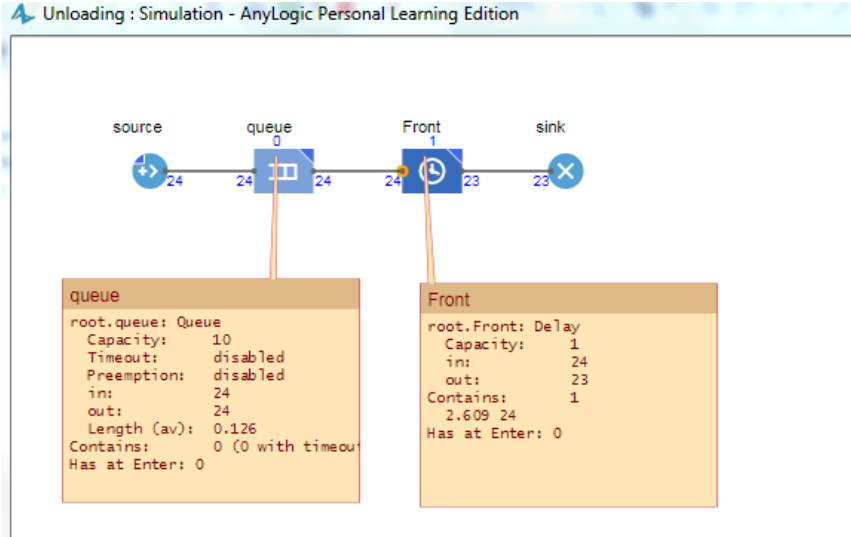 Unloading : Simulation - AnyLogic Personal Learning Edition
source queue Front sink
0 1
24 24 24 24 23 23
queue
root.queue: Queue
Capacity: 10
Timeout: disabled
Preemption: disabled
in: 24
out: 24
Length (av): 0.126
Contains: 0 (0 with timeou
Has at Enter: 0
Front
root.Front: Delay
Capacity: 1
in: 24
out: 23
Contains: 1
2.609 24
Has at Enter: 0